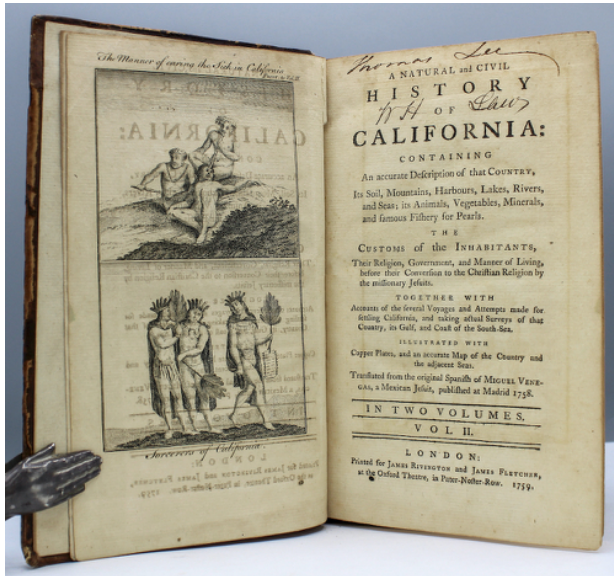 The Manner of curing the Sick in California
Sorcerers of California.
Thomas Lee
A NATURAL and CIVIL
HISTORY
OF
W H Law
CALIFORNIA:
CONTAINING
An accurate Description of that COUNTRY,
Its Soil, Mountains, Harbours, Lakes, Rivers,
and Seas; its Animals, Vegetables, Minerals,
and famous Fishery for Pearls.
THE
CUSTOMS of the INHABITANTS,
Their Religion, Government, and Manner of Living,
before their Conversion to the Christian Religion by
the missionary Jesuits.
TOGETHER WITH
Accounts of the several Voyages and Attempts made for
settling California, and taking actual Surveys of that
Country, its Gulf, and Coast of the South-Sea.
ILLUSTRATED WITH
Copper Plates, and an accurate Map of the Country and
the adjacent Seas.
Translated from the original Spanish of MIGUEL VENE-
GAS, a Mexican Jesuit, published at Madrid 1758.
IN TWO VOLUMES.
VOL II.
LONDON:
Printed for JAMES RIVINGTON and JAMES FLETCHER,
at the Oxford Theatre, in Pater-Noster-Row. 1759.